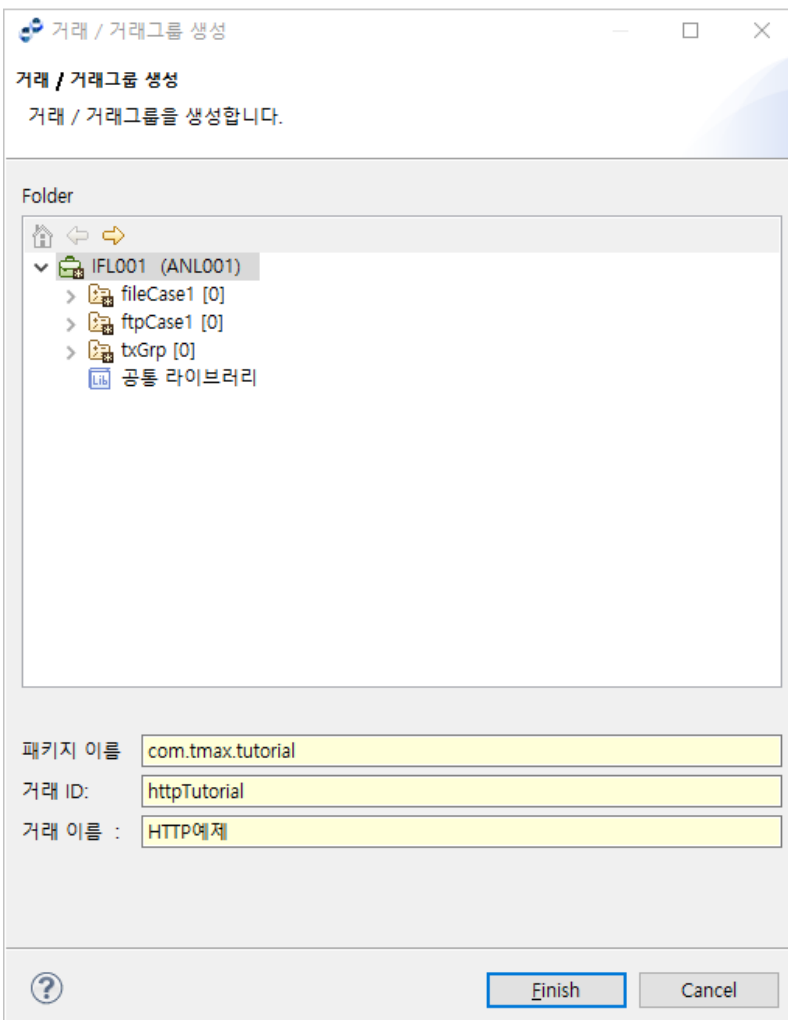 거래 / 거래그룹 생성
거래 / 거래그룹 생성
거래 / 거래그룹을 생성합니다.
Folder
IFL001 (ANL001)
fileCase1 [0]
ftpCase1 [0]
txGrp [0]
Lib 공통 라이브러리
패키지 이름 com.tmax.tutorial
거래 ID: httpTutorial
거래 이름 : HTTP예제
? Finish Cancel